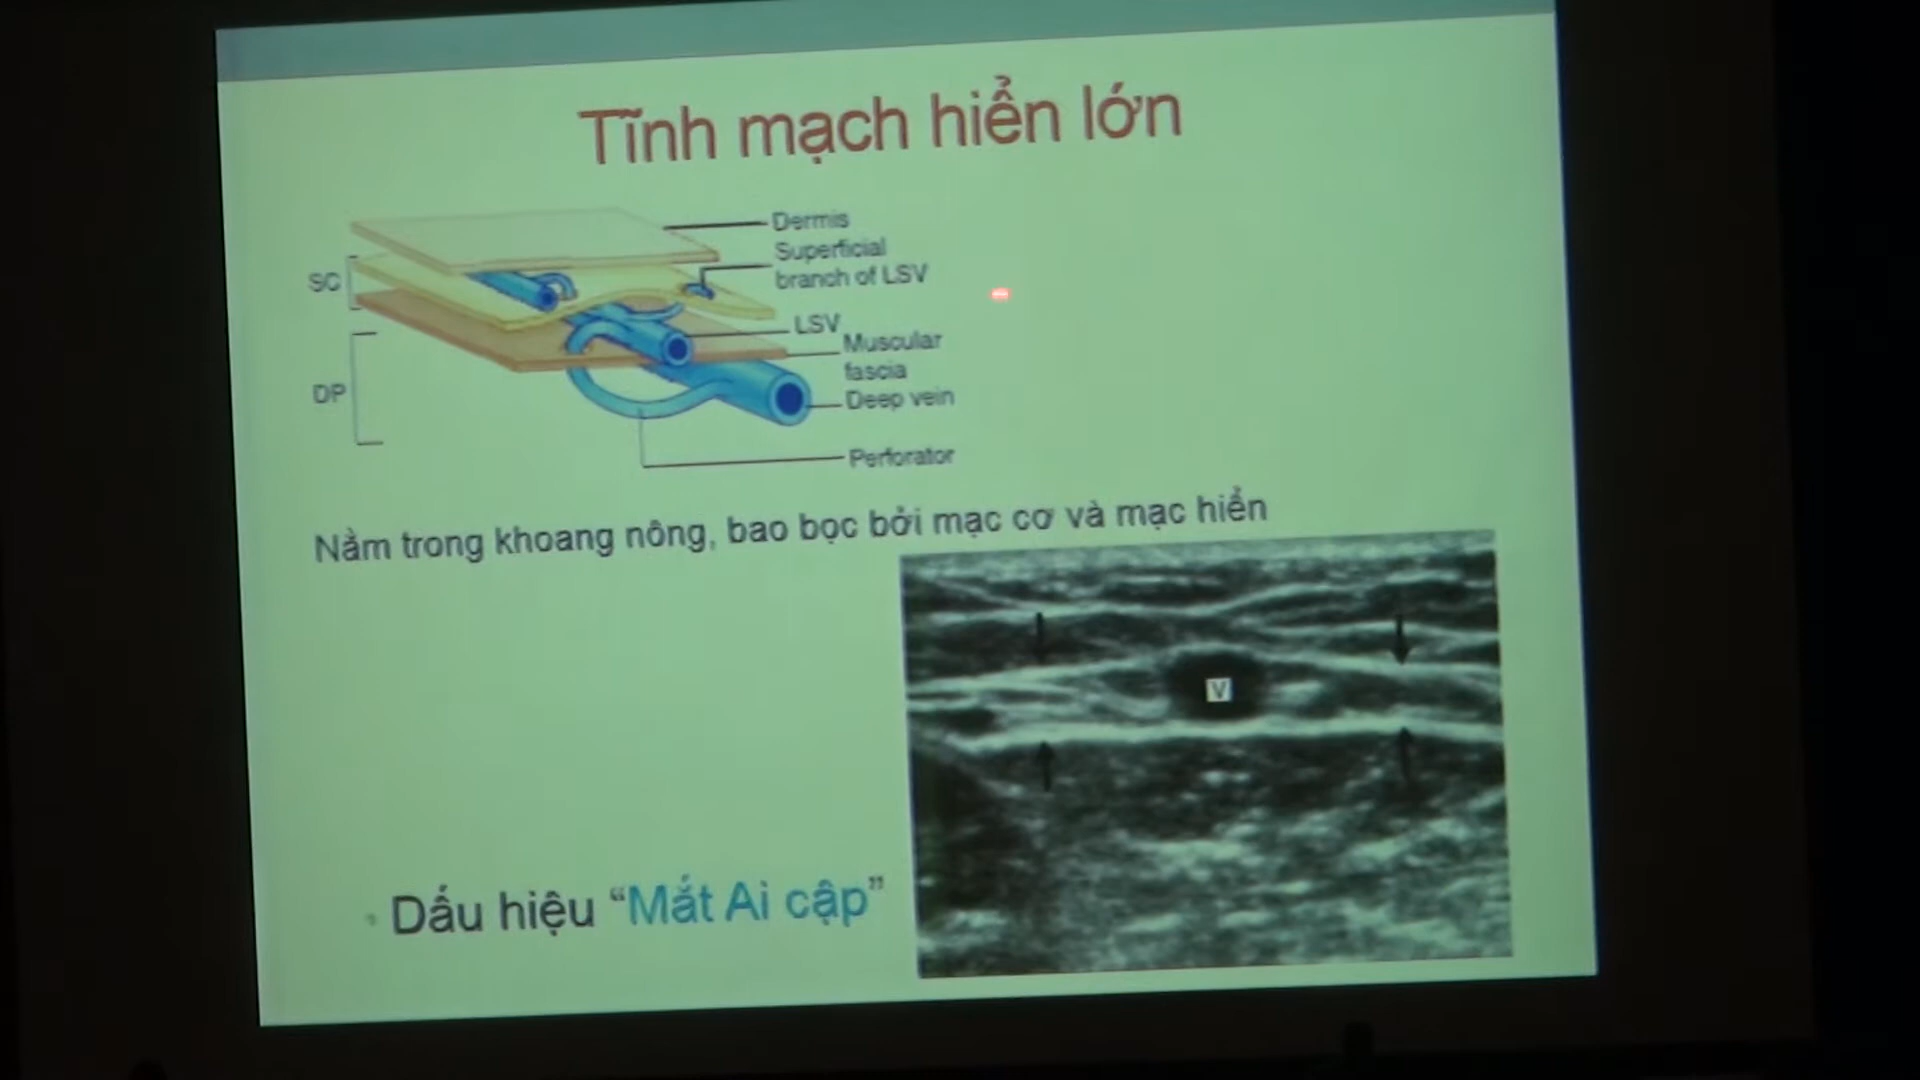 Tĩnh mạch hiển lớn
Dermis
Superficial
branch of LSV
SC
LSV
Muscular
fascia
DP
Deep vein
Perforator
Nằm trong khoang nông, bao bọc bởi mạc cơ và mạc hiển
V
Dấu hiệu “Mắt Ai cập”